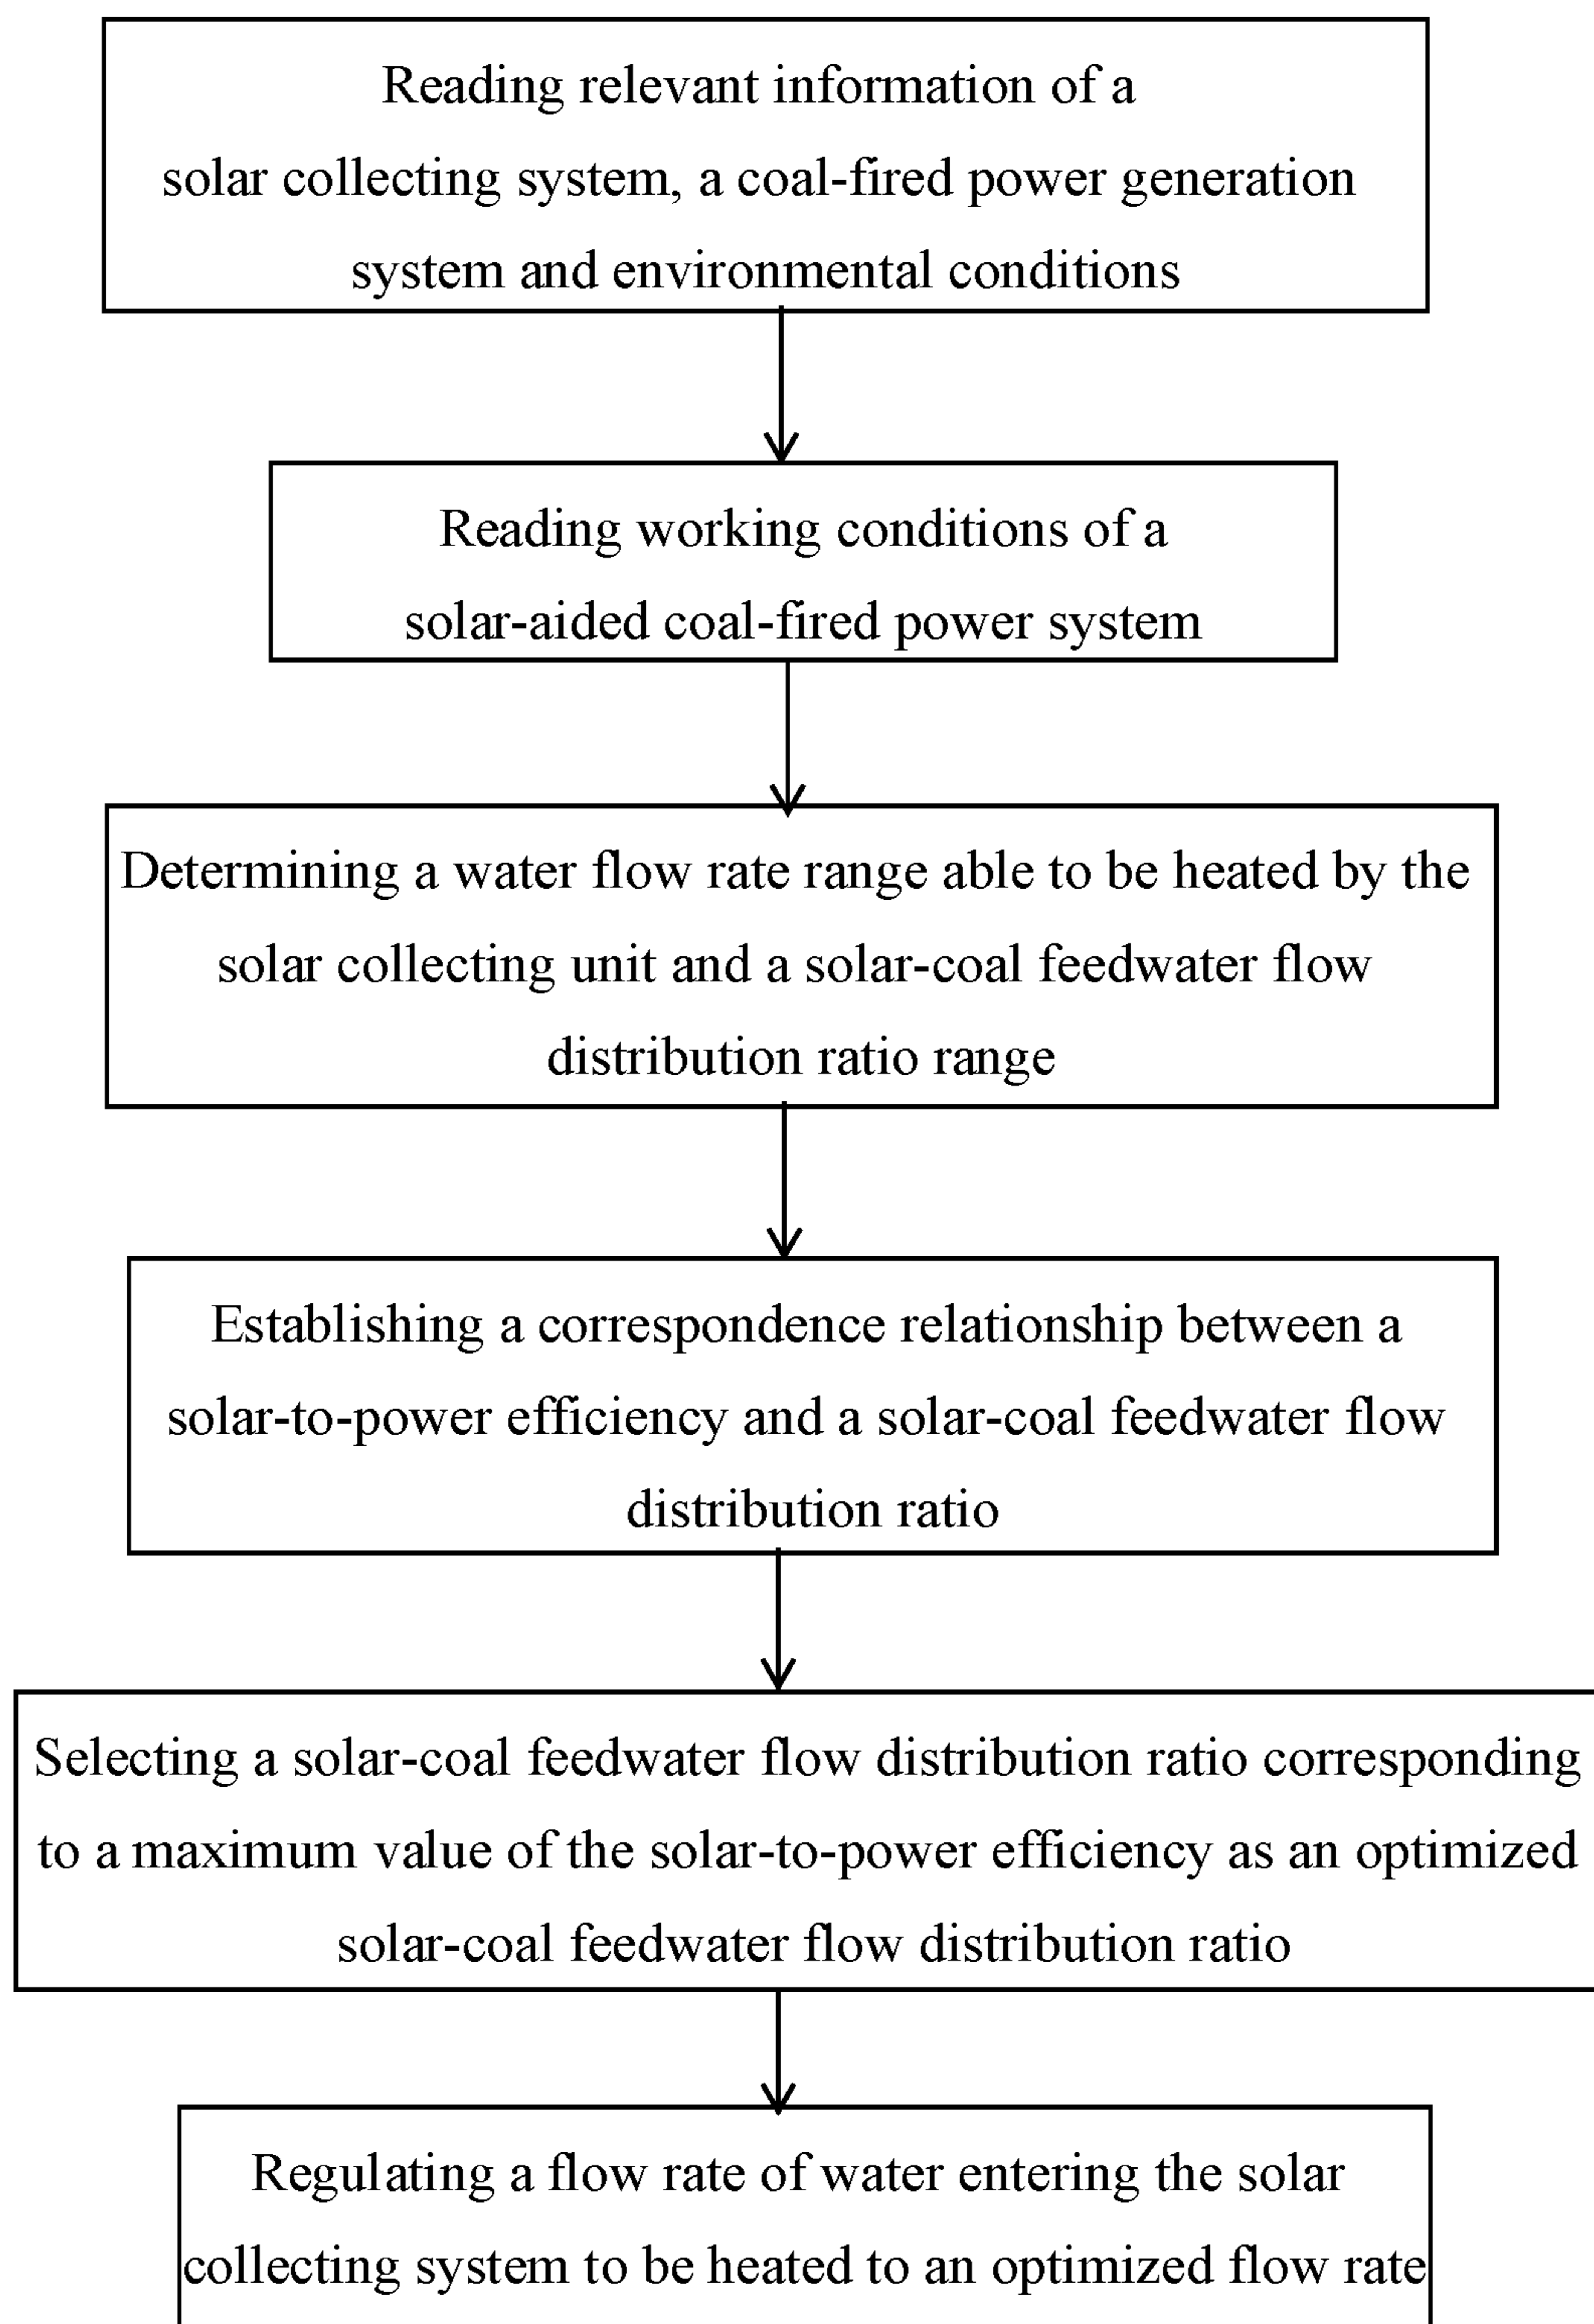 Reading relevant information of a
solar collecting system, a coal-fired power generation
system and environmental conditions
Reading working conditions of a
solar-aided coal-fired power system
Determining a water flow rate range able to be heated by the
solar collecting unit and a solar-coal feedwater flow
distribution ratio range
Establishing a correspondence relationship between a
solar-to-power efficiency and a solar-coal feedwater flow
distribution ratio
Selecting a solar-coal feedwater flow distribution ratio corresponding
to a maximum value of the solar-to-power efficiency as an optimized
solar-coal feedwater flow distribution ratio
Regulating a flow rate of water entering the solar
collecting system to be heated to an optimized flow rate